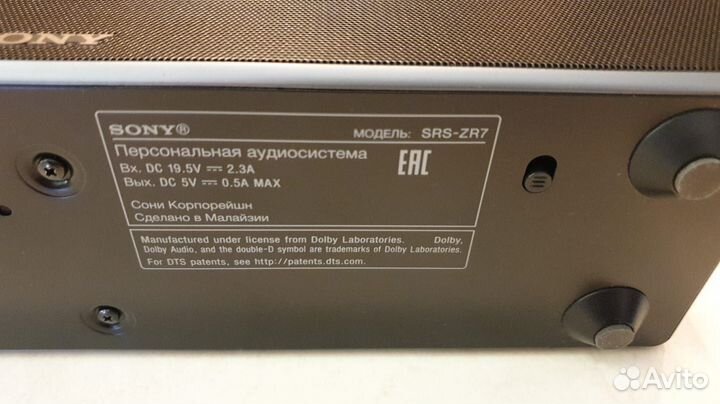 SONY
SONY® МОДЕЛЬ: SRS-ZR7
Персональная аудиосистема
EAC
Вх. DC 19.5V ⎓ 2.3A
Вых. DC 5V ⎓ 0.5A MAX
Сони Корпорейшн
Сделано в Малайзии
Manufactured under license from Dolby Laboratories. Dolby,
Dolby Audio, and the double-D symbol are trademarks of Dolby Laboratories.
For DTS patents, see http://patents.dts.com.
Avito